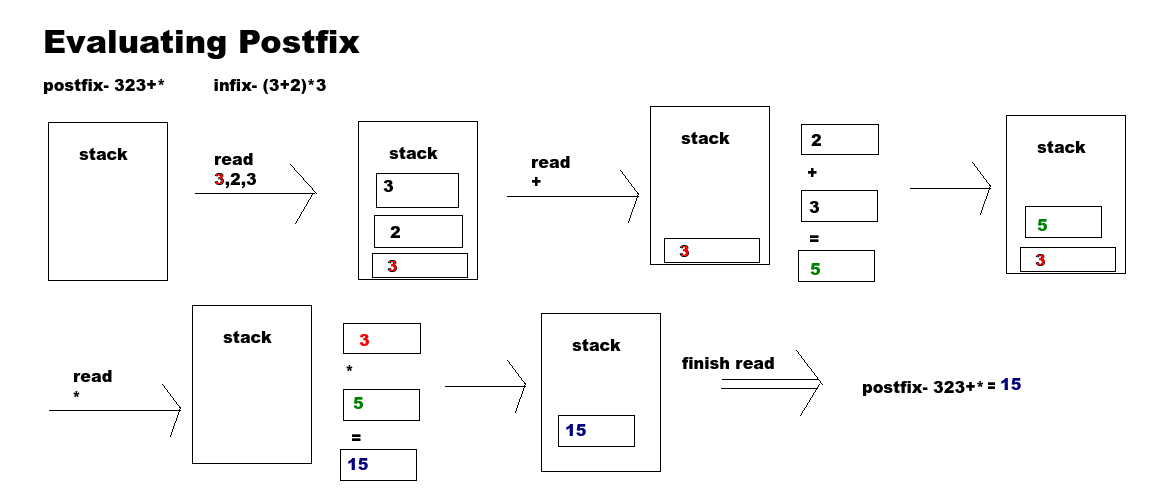 Evaluating Postfix
postfix- 323+*
infix- (3+2)*3
stack
read
3,2,3
stack
3
2
3
read
+
stack
3
2
+
3
=
5
stack
5
3
read
*
stack
3
*
5
=
15
stack
15
finish read
postfix- 323+* = 15